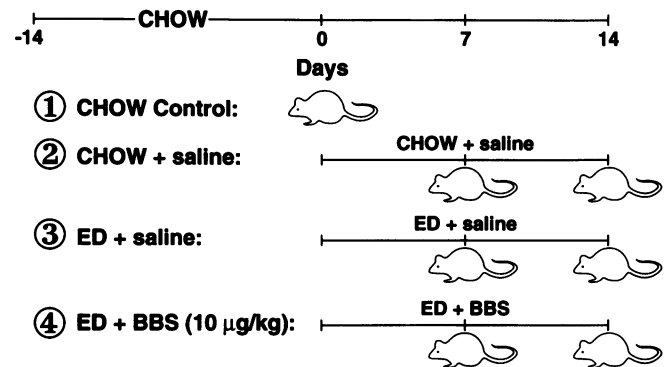 CHOW
-14 0 7 14
Days
① CHOW Control:
② CHOW + saline:
CHOW + saline
③ ED + saline:
ED + saline
④ ED + BBS (10 μg/kg):
ED + BBS